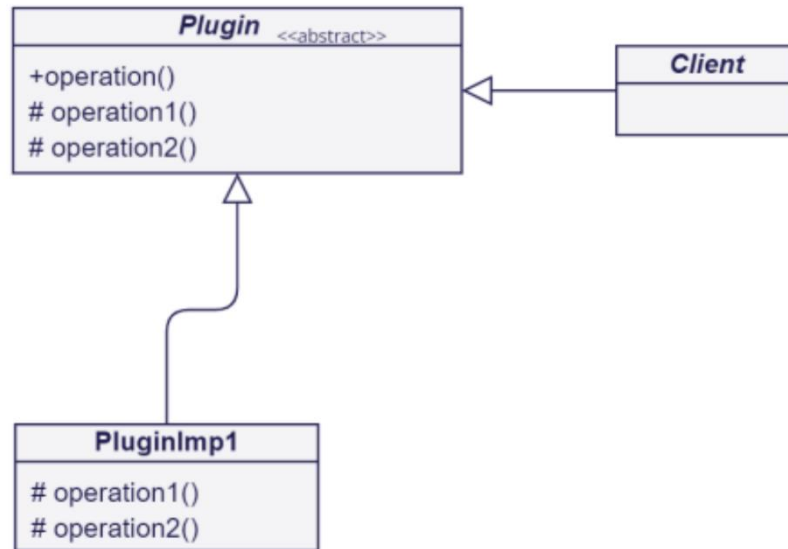 Plugin <<abstract>>
+operation()
# operation1()
# operation2()
Client
PluginImp1
# operation1()
# operation2()